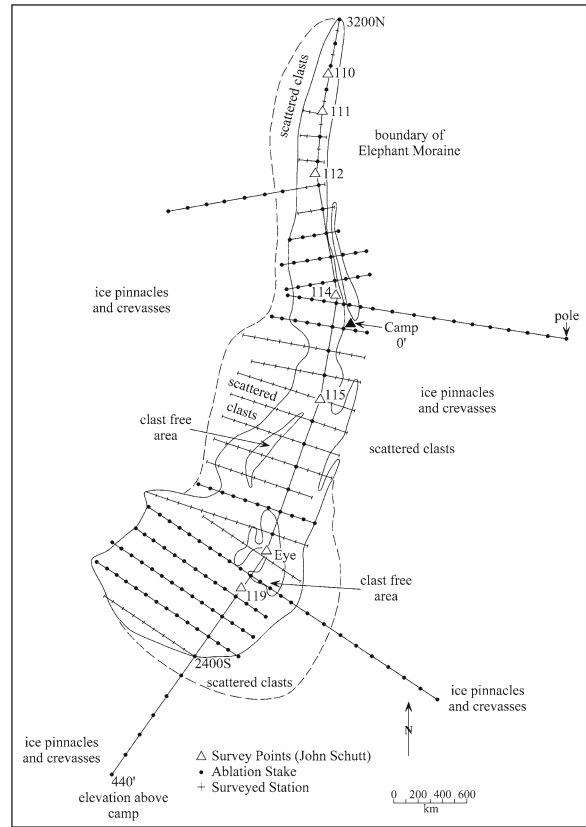 3200N
110
scattered clasts
111
boundary of
Elephant Moraine
112
ice pinnacles
and crevasses
114
Camp
0'
pole
115
scattered
clasts
ice pinnacles
and crevasses
clast free
area
scattered clasts
Eye
clast free
area
119
2400S
scattered clasts
ice pinnacles
and crevasses
N
ice pinnacles
and crevasses
440'
elevation above
camp
Survey Points (John Schutt)
Ablation Stake
Surveyed Station
0 200 400 600
km